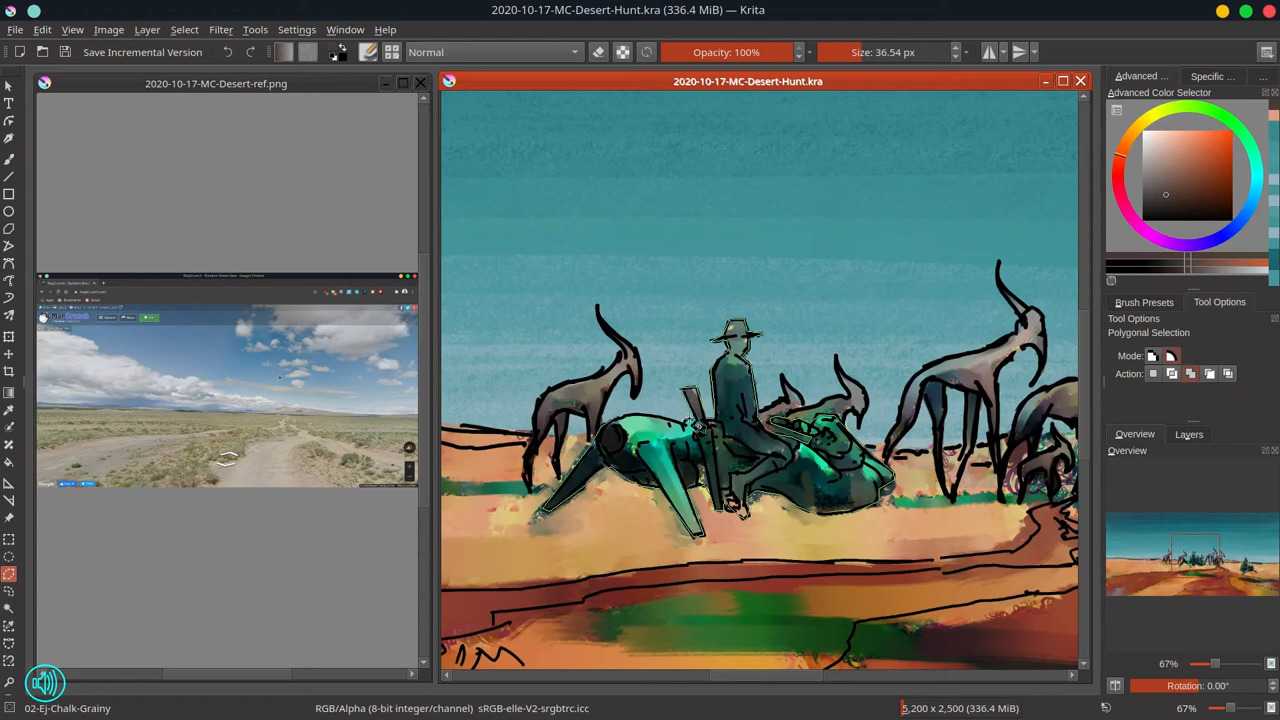 2020-10-17-MC-Desert-Hunt.kra (336.4 MiB) — Krita
File Edit View Image Layer Select Filter Tools Settings Window Help
Save Incremental Version
Normal
Opacity: 100%
Size: 36.54 px
2020-10-17-MC-Desert-ref.png
2020-10-17-MC-Desert-Hunt.kra
Advanced ...
Specific ...
...
Advanced Color Selector
Brush Presets
Tool Options
Tool Options
Polygonal Selection
Mode:
Action:
Overview
Layers
Overview
67%
Rotation: 0.00°
02-Ej-Chalk-Grainy
RGB/Alpha (8-bit integer/channel) sRGB-elle-V2-srgbtrc.icc
5,200 x 2,500 (336.4 MiB)
67%